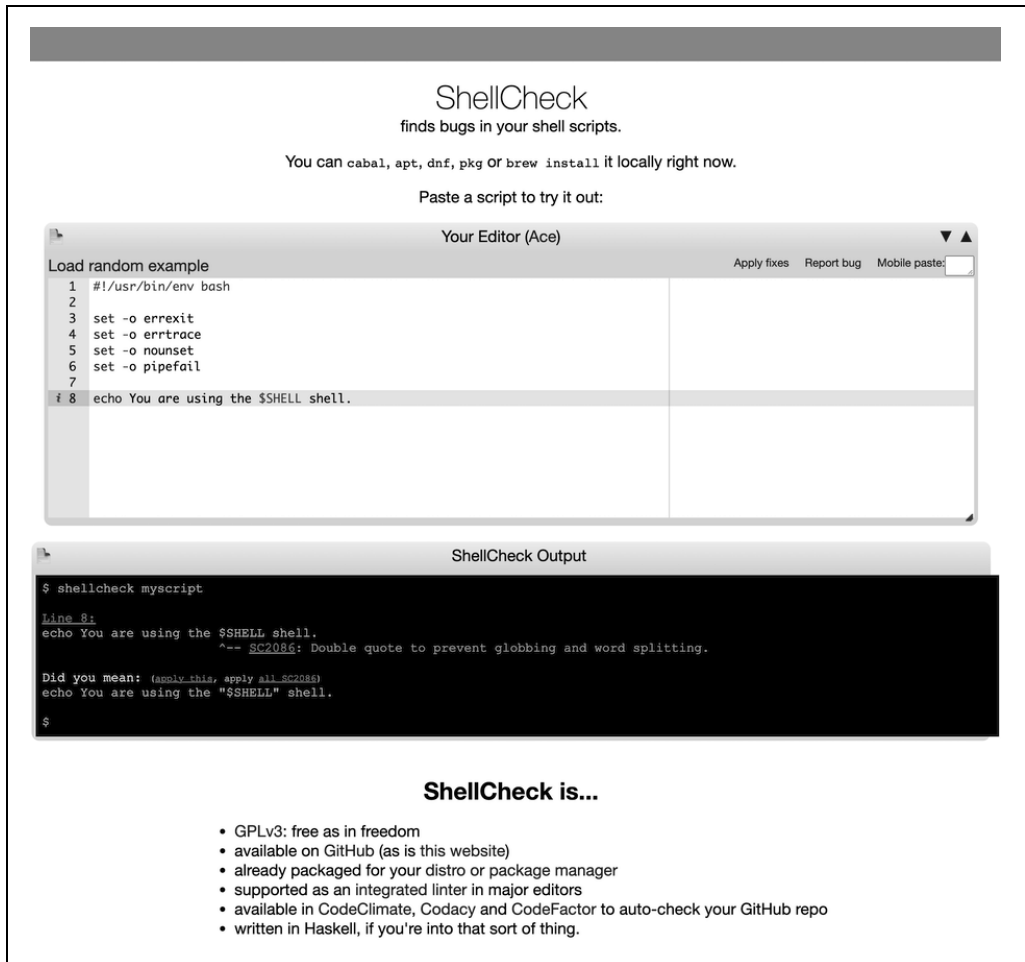 ShellCheck
finds bugs in your shell scripts.
You can cabal, apt, dnf, pkg or brew install it locally right now.
Paste a script to try it out:
Your Editor (Ace) ▼ ▲
Load random example Apply fixes Report bug Mobile paste:
1 #!/usr/bin/env bash
2
3 set -o errexit
4 set -o errtrace
5 set -o nounset
6 set -o pipefail
7
i 8 echo You are using the $SHELL shell.
ShellCheck Output
$ shellcheck myscript
Line 8:
echo You are using the $SHELL shell.
^-- SC2086: Double quote to prevent globbing and word splitting.
Did you mean: (apply this, apply all SC2086)
echo You are using the "$SHELL" shell.
$
ShellCheck is...
• GPLv3: free as in freedom
• available on GitHub (as is this website)
• already packaged for your distro or package manager
• supported as an integrated linter in major editors
• available in CodeClimate, Codacy and CodeFactor to auto-check your GitHub repo
• written in Haskell, if you're into that sort of thing.